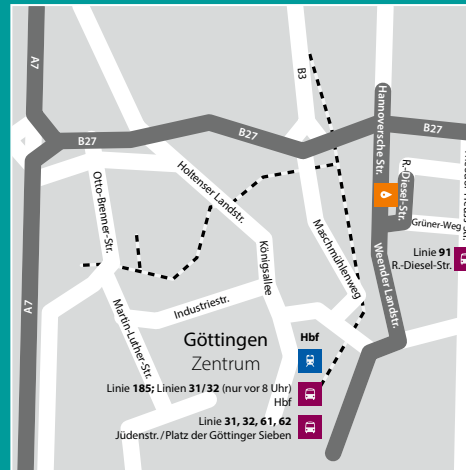 A7
B3
B27
B27
B27
Hannoversche Str.
R.-Diesel-Str.
Otto-Brenner-Str.
Holtenser Landstr.
Grüner-Weg
Maschmühlenweg
Königsallee
Weender Landstr.
Linie 91
R.-Diesel-Str.
A7
Industriestr.
Martin-Luther-Str.
Göttingen
Zentrum
Hbf
Linie 185; Linien 31/32 (nur vor 8 Uhr)
Hbf
Linie 31, 32, 61, 62
Jüdenstr. / Platz der Göttinger Sieben